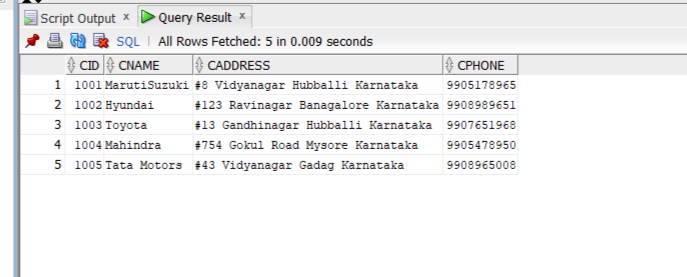 Script Output x Query Result x
SQL | All Rows Fetched: 5 in 0.009 seconds
CID CNAME CADDRESS CPHONE
1 1001 MarutiSuzuki #8 Vidyanagar Hubballi Karnataka 9905178965
2 1002 Hyundai #123 Ravinagar Banagalore Karnataka 9908989651
3 1003 Toyota #13 Gandhinagar Hubballi Karnataka 9907651968
4 1004 Mahindra #754 Gokul Road Mysore Karnataka 9905478950
5 1005 Tata Motors #43 Vidyanagar Gadag Karnataka 9908965008